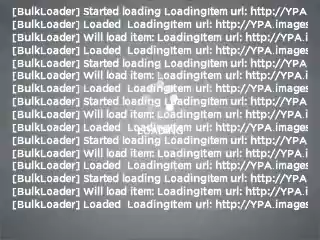 [BulkLoader] Started loading LoadingItem url: http://YPA
[BulkLoader] Loaded LoadingItem url: http://YPA.images
[BulkLoader] Will load item: LoadingItem url: http://YPA.i
[BulkLoader] Loaded LoadingItem url: http://YPA.images
[BulkLoader] Started loading LoadingItem url: http://YPA
[BulkLoader] Will load item: LoadingItem url: http://YPA.i
[BulkLoader] Loaded LoadingItem url: http://YPA.images
[BulkLoader] Started loading LoadingItem url: http://YPA
[BulkLoader] Will load item: LoadingItem url: http://YPA.i
[BulkLoader] Loaded LoadingItem url: http://YPA.images
LOADING
[BulkLoader] Started loading LoadingItem url: http://YPA
[BulkLoader] Will load item: LoadingItem url: http://YPA.i
[BulkLoader] Loaded LoadingItem url: http://YPA.images
[BulkLoader] Started loading LoadingItem url: http://YPA
[BulkLoader] Will load item: LoadingItem url: http://YPA.i
[BulkLoader] Loaded LoadingItem url: http://YPA.images